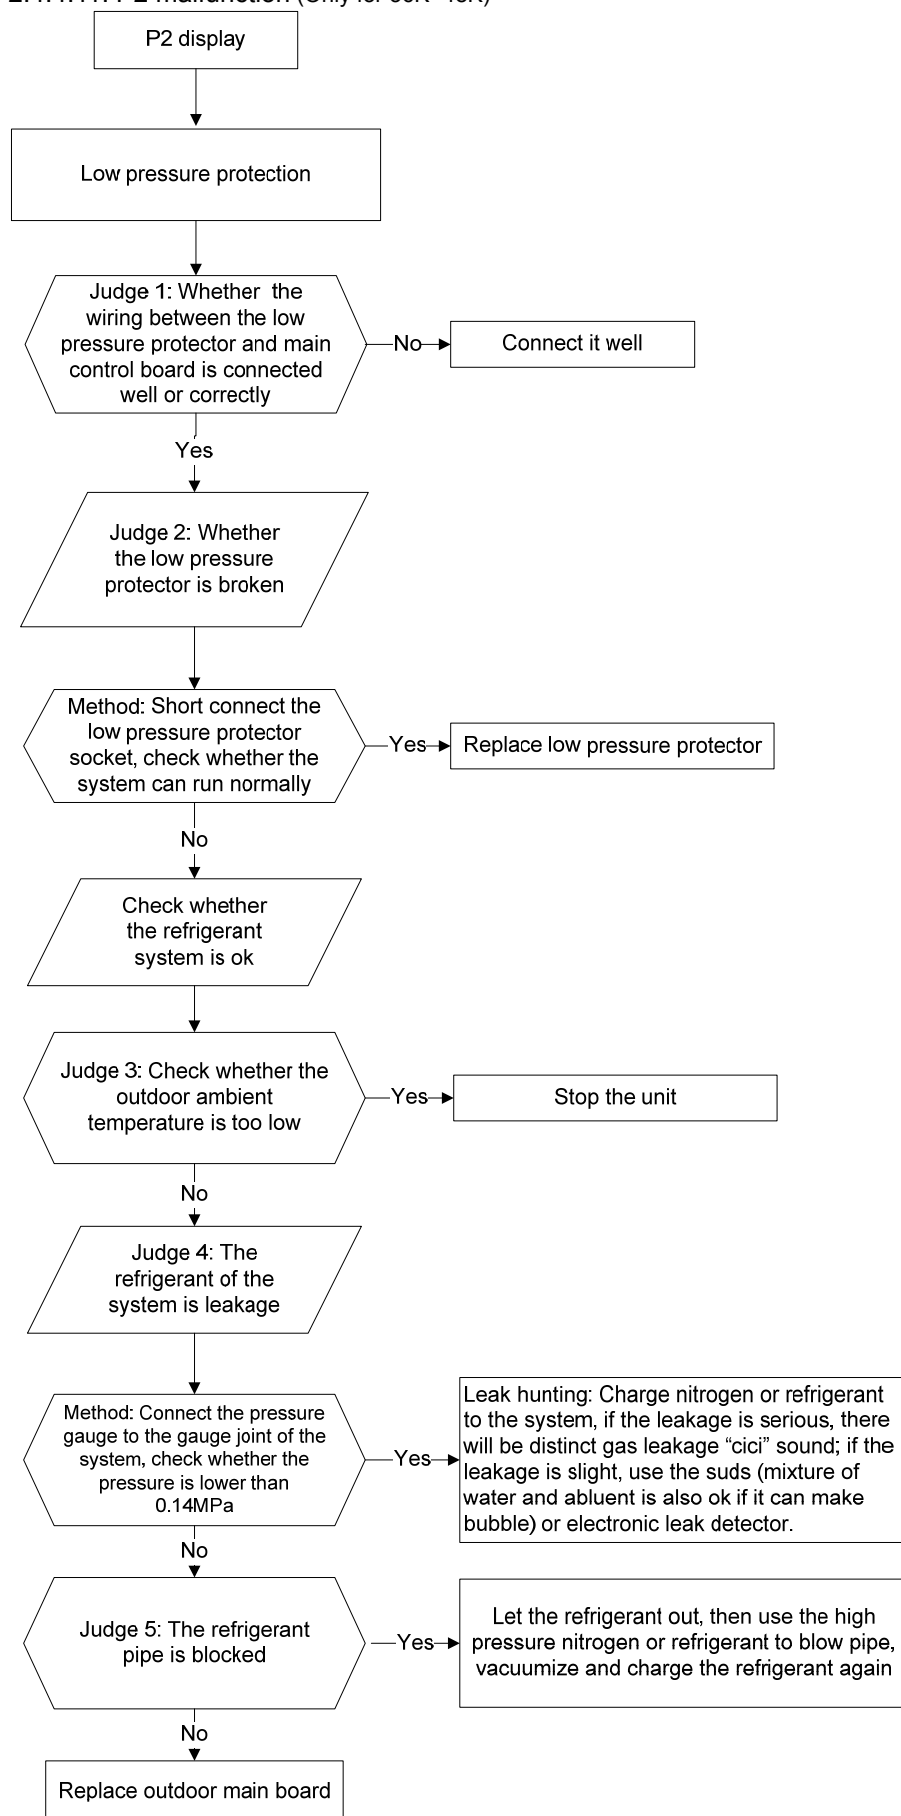 malfunction
P2 display
Low pressure protection
Judge 1: Whether the
wiring between the low
pressure protector and main
control board is connected
well or correctly
No
Connect it well
Yes
Judge 2: Whether
the low pressure
protector is broken
Method: Short connect the
low pressure protector
socket, check whether the
system can run normally
Yes
Replace low pressure protector
No
Check whether
the refrigerant
system is ok
Judge 3: Check whether the
outdoor ambient
temperature is too low
Yes
Stop the unit
No
Judge 4: The
refrigerant of the
system is leakage
Method: Connect the pressure
gauge to the gauge joint of the
system, check whether the
pressure is lower than
0.14MPa
Yes
Leak hunting: Charge nitrogen or refrigerant
to the system, if the leakage is serious, there
will be distinct gas leakage “cici” sound; if the
leakage is slight, use the suds (mixture of
water and abluent is also ok if it can make
bubble) or electronic leak detector.
No
Judge 5: The refrigerant
pipe is blocked
Yes
Let the refrigerant out, then use the high
pressure nitrogen or refrigerant to blow pipe,
vacuumize and charge the refrigerant again
No
Replace outdoor main board